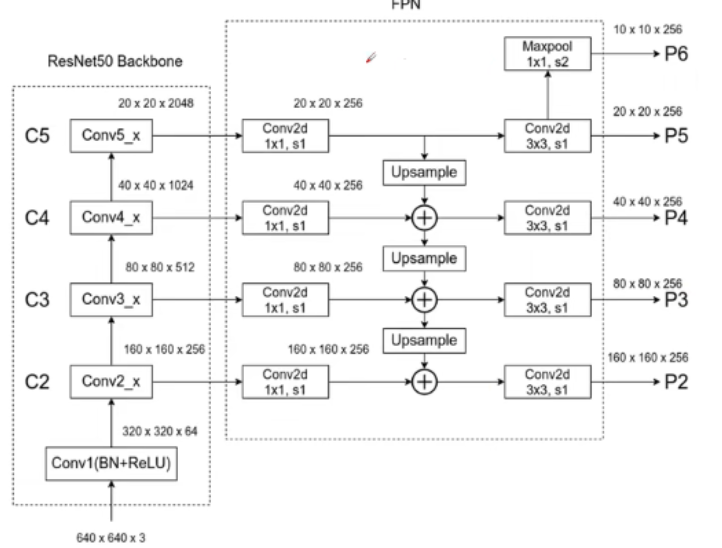 FPN
10 x 10 x 256
Maxpool
1x1, s2
P6
ResNet50 Backbone
20 x 20 x 2048
20 x 20 x 256
20 x 20 x 256
C5
Conv5_x
Conv2d
1x1, s1
Conv2d
3x3, s1
P5
Upsample
40 x 40 x 1024
40 x 40 x 256
40 x 40 x 256
C4
Conv4_x
Conv2d
1x1, s1
Conv2d
3x3, s1
P4
Upsample
80 x 80 x 512
80 x 80 x 256
80 x 80 x 256
C3
Conv3_x
Conv2d
1x1, s1
Conv2d
3x3, s1
P3
Upsample
160 x 160 x 256
160 x 160 x 256
160 x 160 x 256
C2
Conv2_x
Conv2d
1x1, s1
Conv2d
3x3, s1
P2
320 x 320 x 64
Conv1(BN+ReLU)
640 x 640 x 3